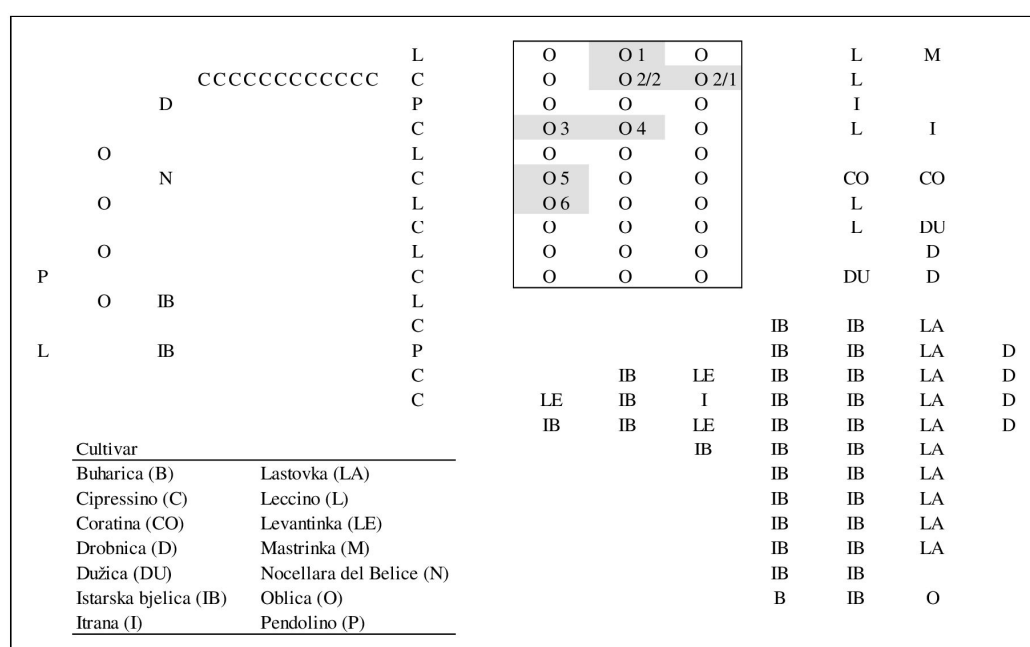 L O O 1 O L M
CCCCCCCCCCCC C O O 2/2 O 2/1 L
D P O O O I
C O 3 O 4 O L I
O L O O O
N C O 5 O O CO CO
O L O 6 O O L
C O O O L DU
O L O O O D
P C O O O DU D
O IB L
C IB IB LA
L IB P IB IB LA D
C IB LE IB IB LA D
C LE IB I IB IB LA D
IB IB LE IB IB LA D
Cultivar IB IB IB LA
Buharica (B) Lastovka (LA) IB IB LA
Cipressino (C) Leccino (L) IB IB LA
Coratina (CO) Levantinka (LE) IB IB LA
Drobnica (D) Mastrinka (M) IB IB LA
Dužica (DU) Nocellara del Belice (N) IB IB
Istarska bjelica (IB) Oblica (O) B IB O
Itrana (I) Pendolino (P)